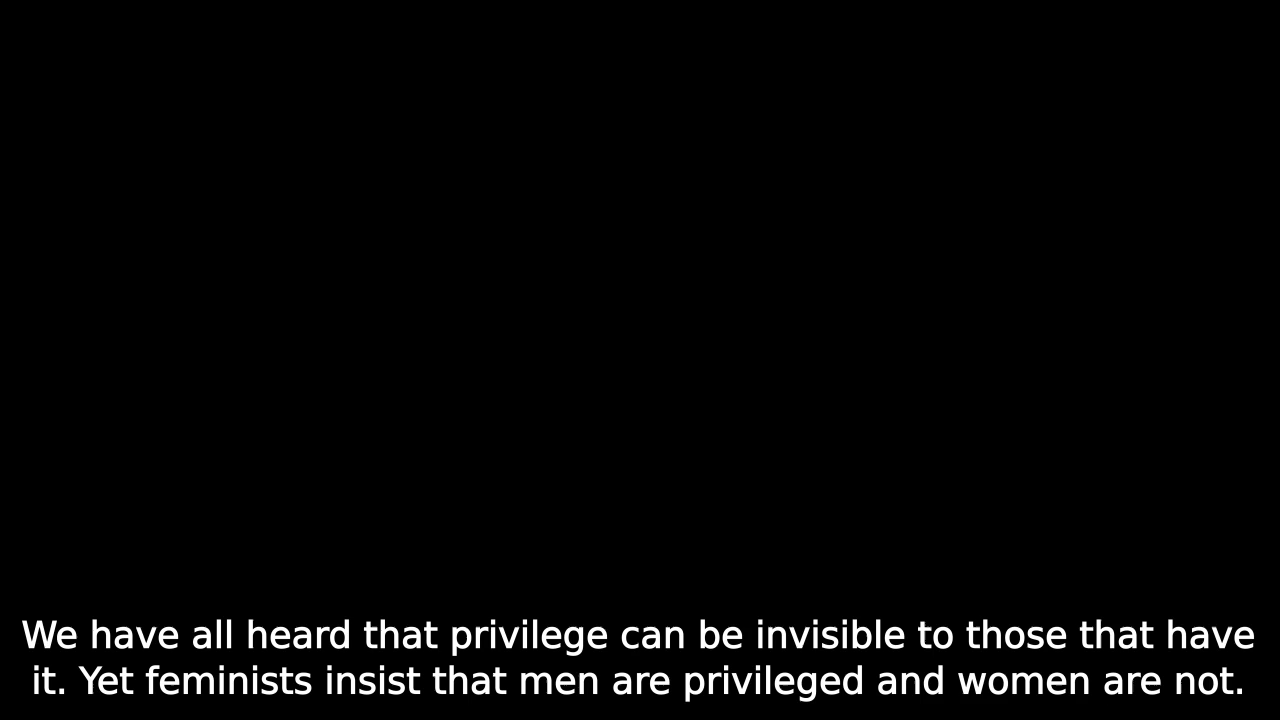 We have all heard that privilege can be invisible to those that have
it. Yet feminists insist that men are privileged and women are not.